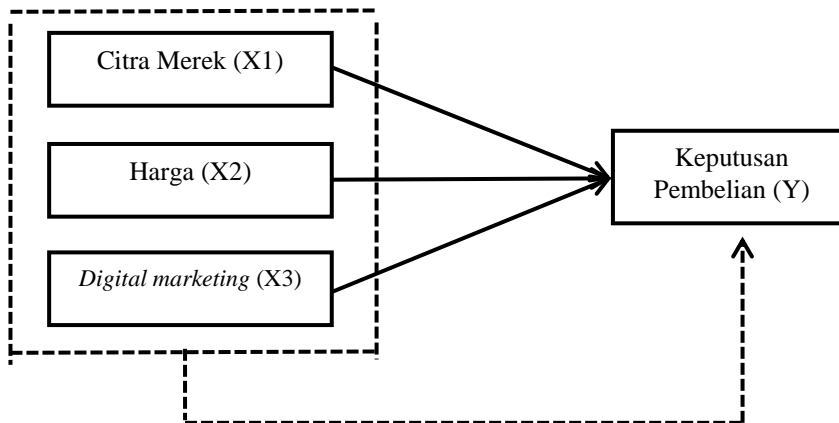 Citra Merek (X1)
Harga (X2)
Keputusan
Pembelian (Y)
Digital marketing (X3)